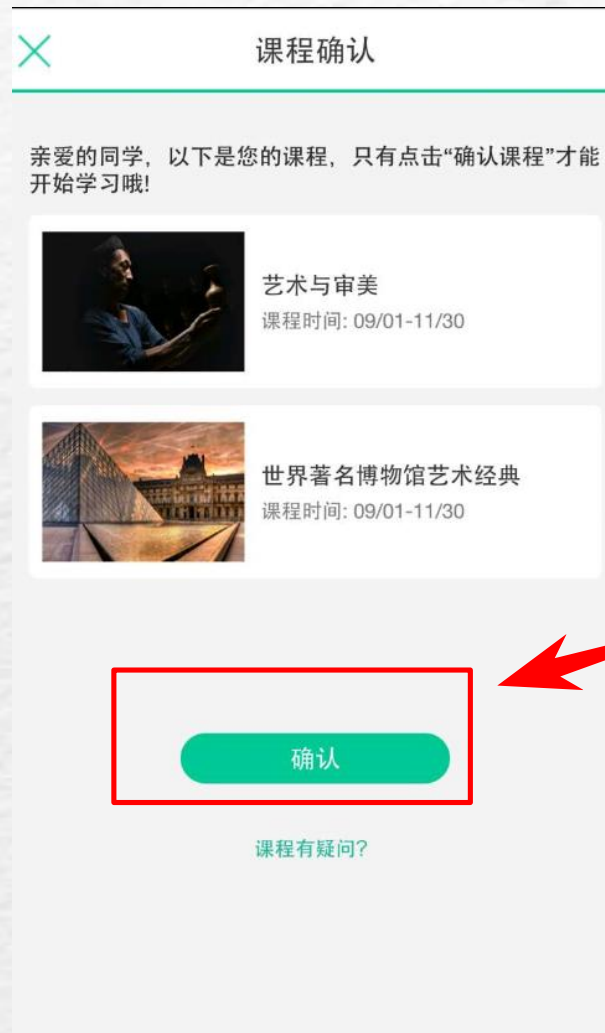 课程确认
亲爱的同学，以下是您的课程，只有点击“确认课程”才能
开始学习哦!
艺术与审美
课程时间: 09/01-11/30
世界著名博物馆艺术经典
课程时间: 09/01-11/30
确认
课程有疑问?